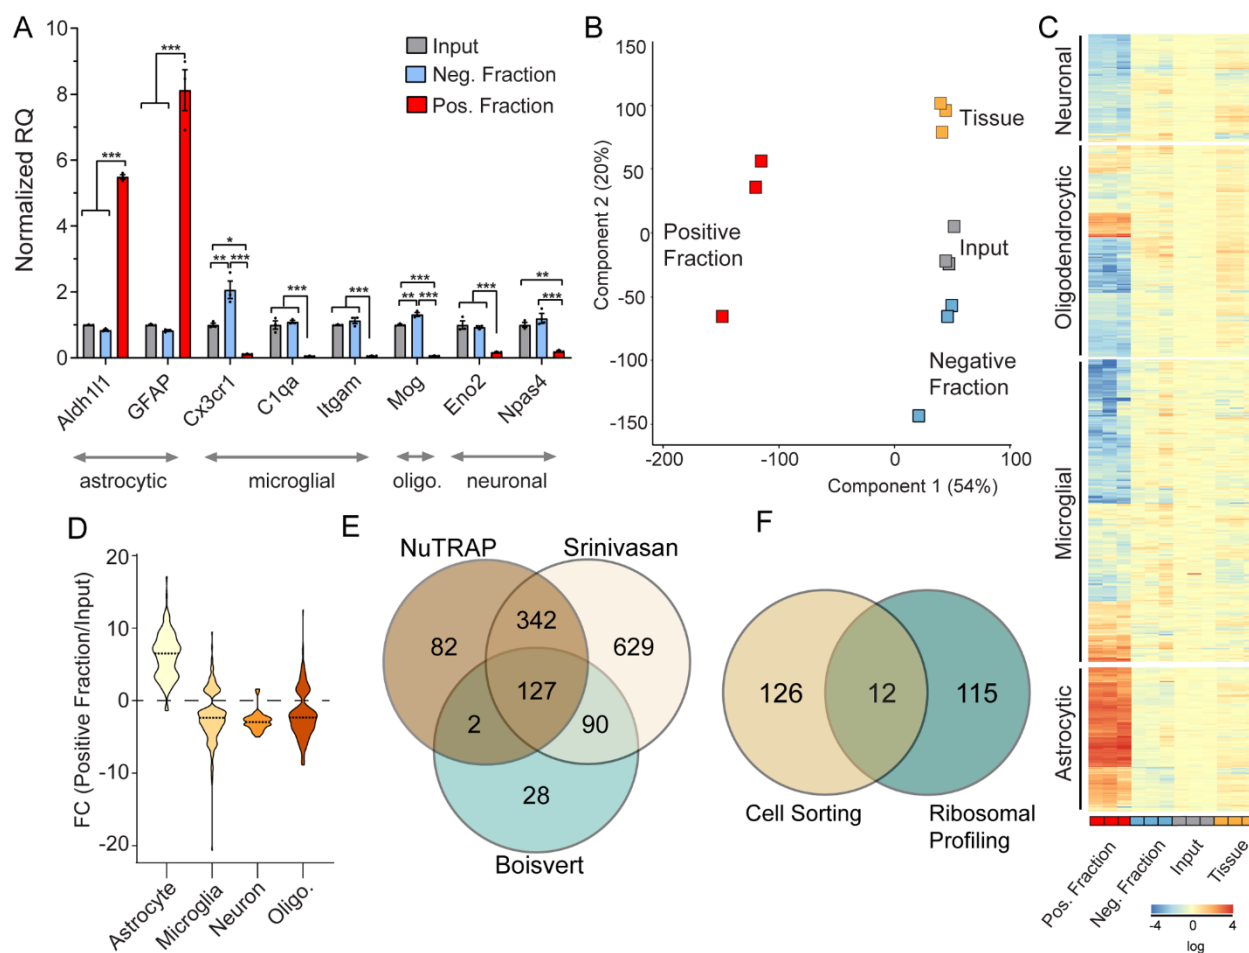 A
Normalized RQ
10
8
6
4
2
0
Input
Neg. Fraction
Pos. Fraction
***
***
*
**
***
***
***
***
**
***
***
**
***
Aldh1l1
GFAP
Cx3cr1
C1qa
Itgam
Mog
Eno2
Npas4
astrocytic
microglial
oligo.
neuronal
B
Component 2 (20%)
150
100
50
0
-50
-100
-150
Tissue
Positive
Fraction
Input
Negative
Fraction
-200
-100
0
100
Component 1 (54%)
C
Neuronal
Oligodendrocytic
Microglial
Astrocytic
Pos. Fraction
Neg. Fraction
Input
Tissue
-4
0
4
log
D
FC (Positive Fraction/Input)
20
10
0
-10
-20
Astrocyte
Microglia
Neuron
Oligo.
E
NuTRAP
Srinivasan
342
82
629
127
2
90
28
Boisvert
F
126
12
115
Cell Sorting
Ribosomal
Profiling